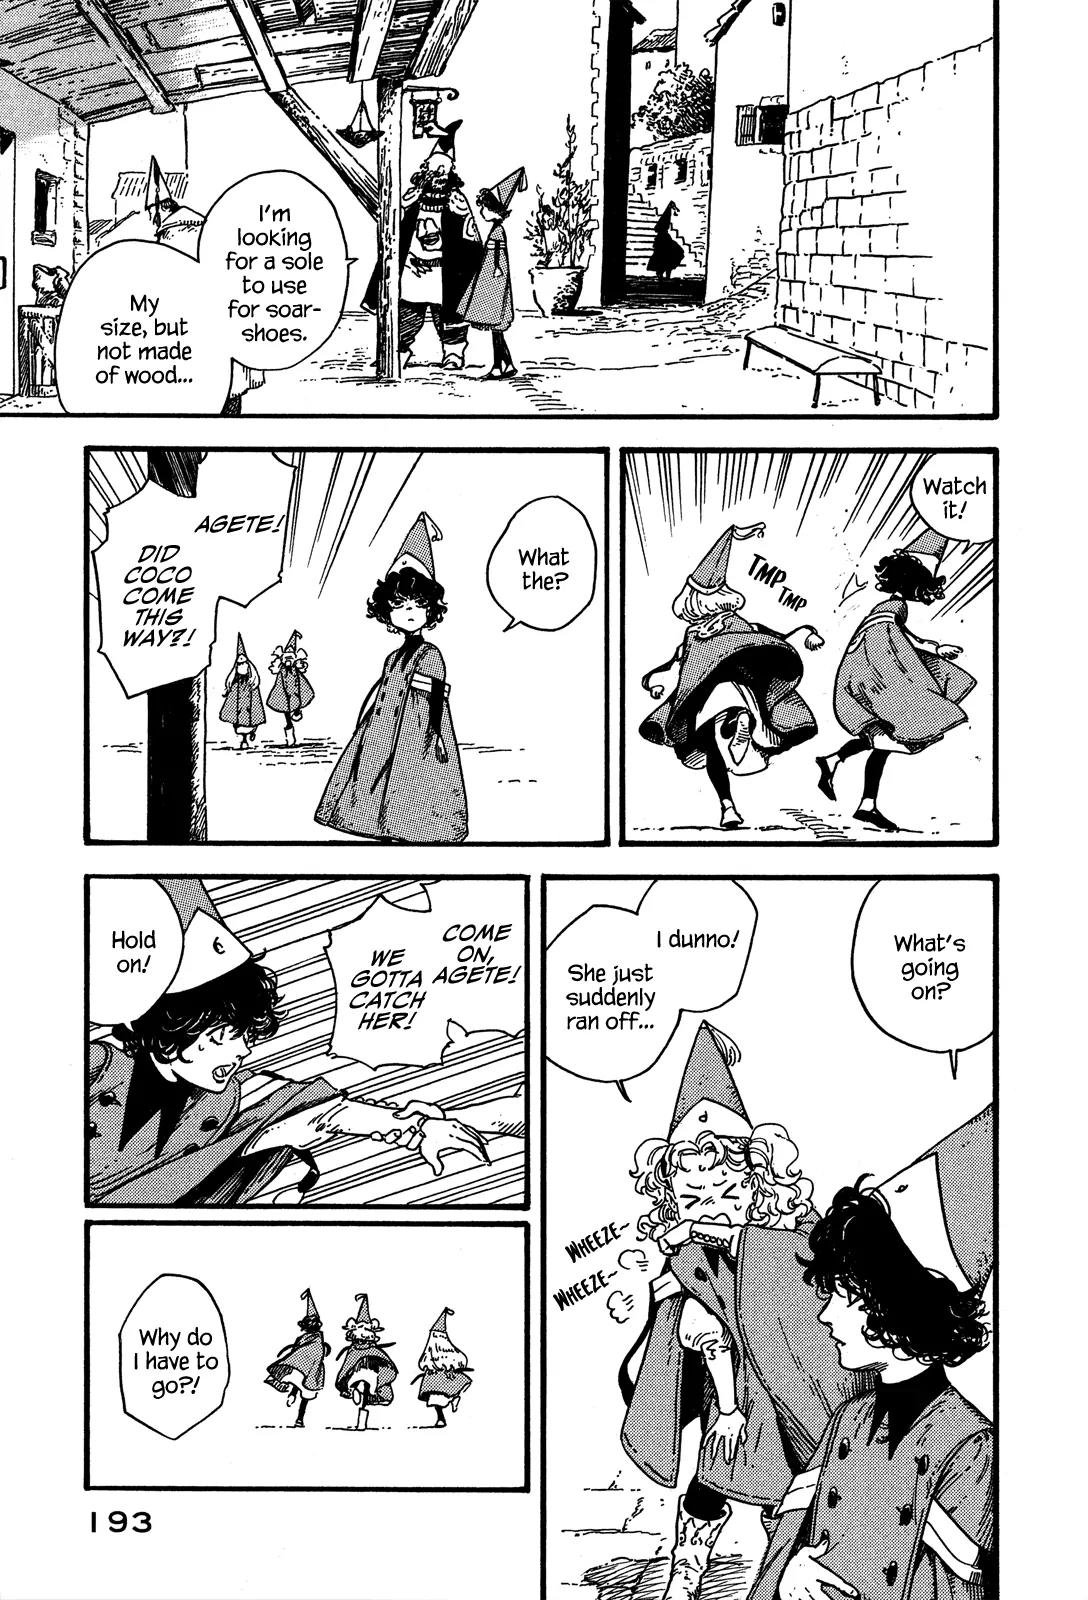 I'm
looking
for a sole
to use
for soar-
shoes.
My
size, but
not made
of wood...
Watch
it!
TMP
TMP
What
the?
AGETE!
DID
COCO
COME
THIS
WAY?!
What's
going
on?
I dunno!
She just
suddenly
ran off...
WHEEZE~
WHEEZE~
COME
ON,
AGETE!
WE
GOTTA
CATCH
HER!
Hold
on!
Why do
I have to
go?!
193